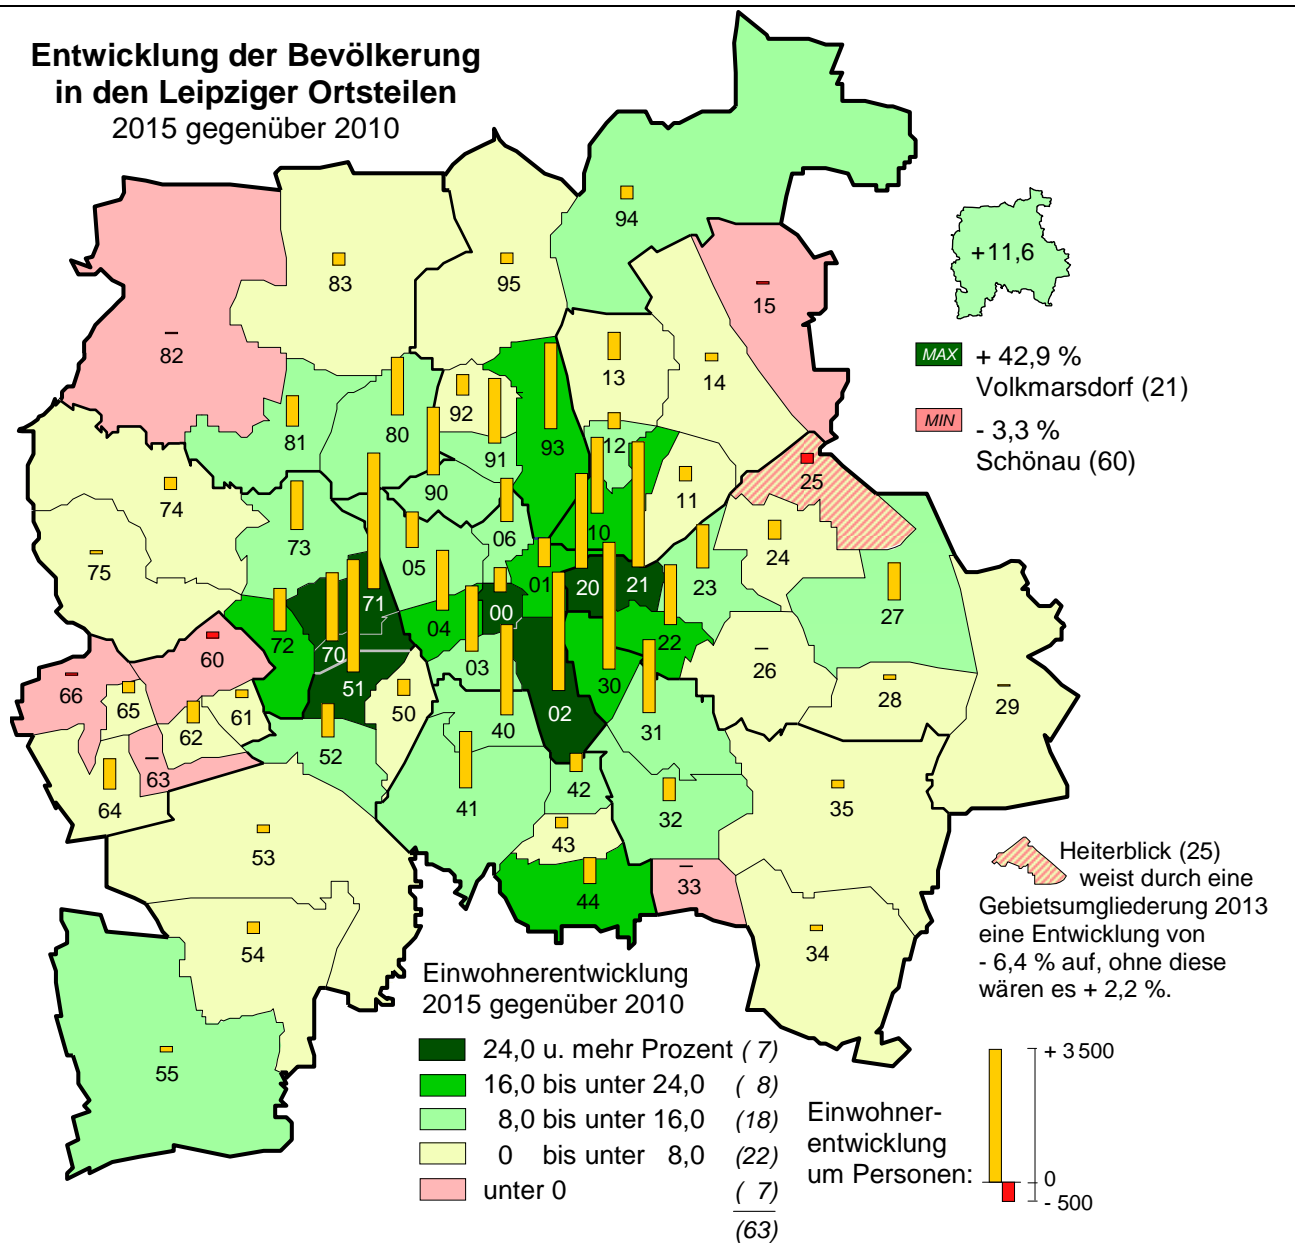 Entwicklung der Bevölkerung
in den Leipziger Ortsteilen
2015 gegenüber 2010
94
83
95
+11,6
15
82
MAX + 42,9 %
Volkmarsdorf (21)
MIN - 3,3 %
Schönau (60)
13
14
92
81
80
93
12
91
25
74
90
10
11
73
06
05
24
75
01
23
20
21
27
71
00
72
04
22
70
03
60
30
26
51
66
65
61
50
02
28
29
62
40
31
52
63
64
41
42
32
35
43
53
33
44
54
34
55
Heiterblick (25)
weist durch eine
Gebietsumgliederung 2013
eine Entwicklung von
- 6,4 % auf, ohne diese
wären es + 2,2 %.
Einwohnerentwicklung
2015 gegenüber 2010
24,0 u. mehr Prozent ( 7)
16,0 bis unter 24,0 ( 8)
8,0 bis unter 16,0 (18)
0 bis unter 8,0 (22)
unter 0 ( 7)
(63)
Einwohner-
entwicklung
um Personen:
+ 3 500
0
- 500